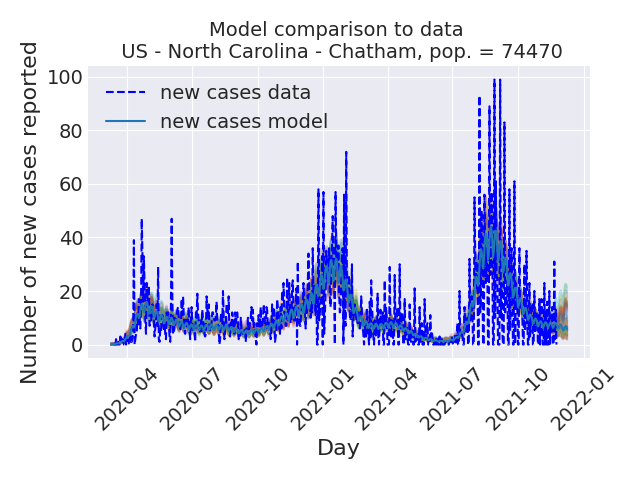 Model comparison to data
US - North Carolina - Chatham, pop. = 74470
Number of new cases reported
100
80
60
40
20
0
new cases data
new cases model
2020-04
2020-07
2020-10
2021-01
2021-04
2021-07
2021-10
2022-01
Day